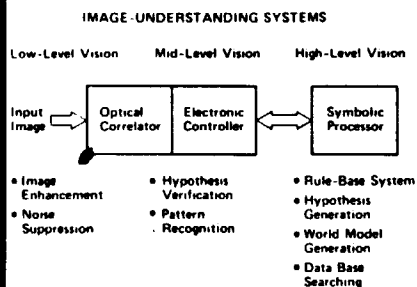 IMAGE-UNDERSTANDING SYSTEMS
Low-Level Vision Mid-Level Vision High-Level Vision
Input Image
Optical Correlator
Electronic Controller
Symbolic Processor
• Image Enhancement
• Noise Suppression
• Hypothesis Verification
• Pattern Recognition
• Rule-Base System
• Hypothesis Generation
• World Model Generation
• Data Base Searching